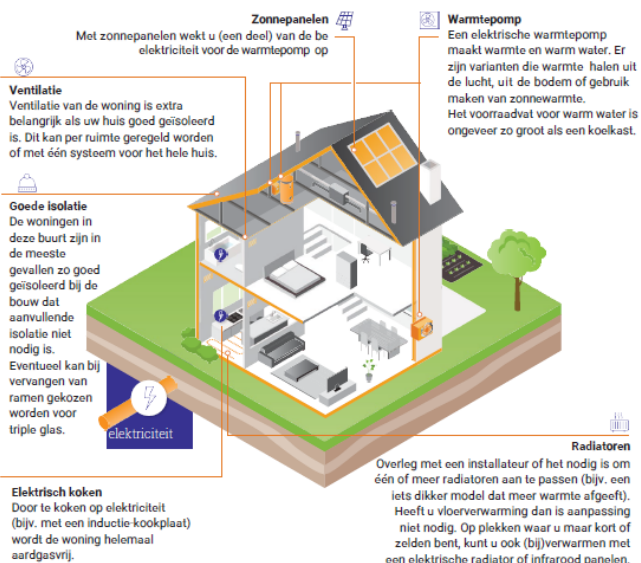 Zonnepanelen
Met zonnepanelen wekt u (een deel) van de be
elektriciteit voor de warmtepomp op
Warmtepomp
Een elektrische warmtepomp
maakt warmte en warm water. Er
zijn varianten die warmte halen uit
de lucht, uit de bodem of gebruik
maken van zonnewarmte.
Het voorraadvat voor warm water is
ongeveer zo groot als een koelkast.
Ventilatie
Ventilatie van de woning is extra
belangrijk als uw huis goed geïsoleerd
is. Dit kan per ruimte geregeld worden
of met één systeem voor het hele huis.
Goede isolatie
De woningen in
deze buurt zijn in
de meeste
gevallen zo goed
geïsoleerd bij de
bouw dat
aanvullende
isolatie niet
nodig is.
Eventueel kan bij
vervangen van
ramen gekozen
worden voor
triple glas.
elektriciteit
Elektrisch koken
Door te koken op elektriciteit
(bijv. met een inductie-kookplaat)
wordt de woning helemaal
aardgasvrij.
Radiatoren
Overleg met een installateur of het nodig is om
één of meer radiatoren aan te passen (bijv. een
iets dikker model dat meer warmte afgeeft).
Heeft u vloerverwarming dan is aanpassing
niet nodig. Op plekken waar u maar kort of
zelden bent, kunt u ook (bij)verwarmen met
een elektrische radiator of infrarood panelen.